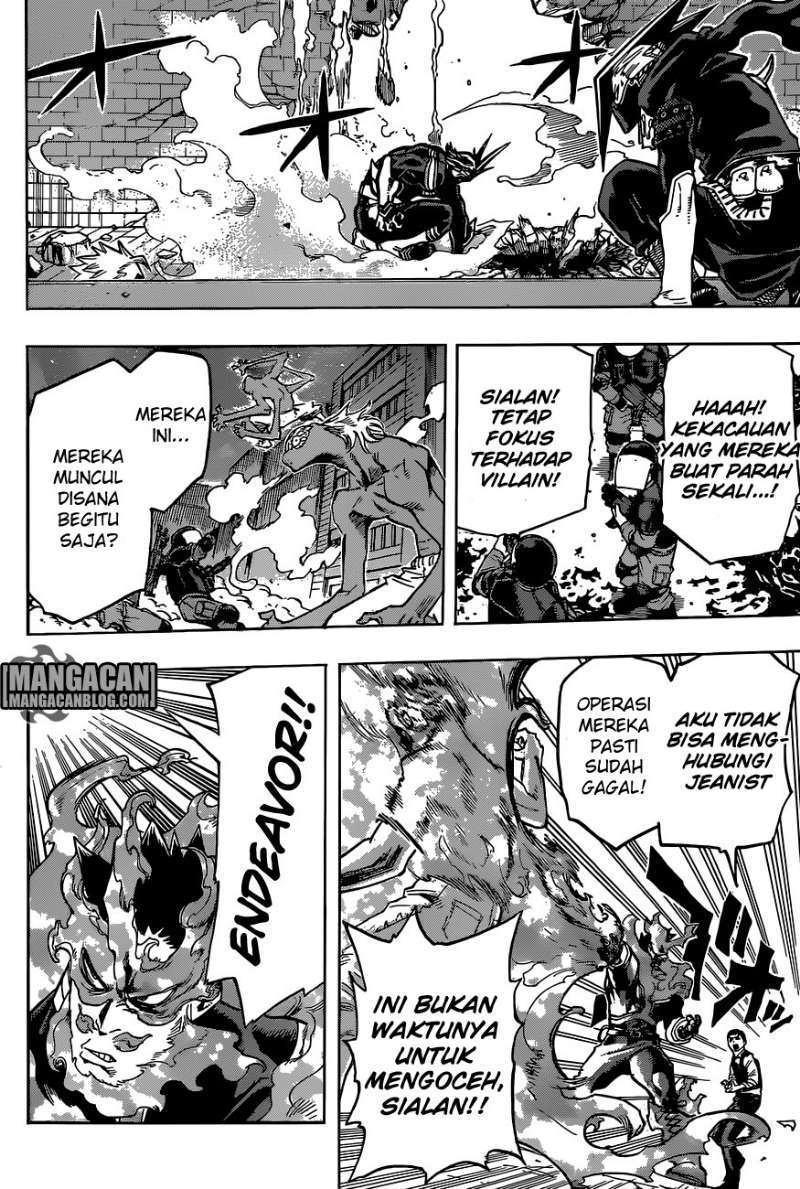 HAAAH!
KEKACAUAN
YANG MEREKA
BUAT PARAH
SEKALI...!
SIALAN!
TETAP
FOKUS
TERHADAP
VILLAIN!
MEREKA
INI...
MEREKA
MUNCUL
DISANA
BEGITU
SAJA?
AKU TIDAK
BISA MENG-
HUBUNGI
JEANIST
OPERASI
MEREKA
PASTI
SUDAH
GAGAL!
INI BUKAN
WAKTUNYA
UNTUK
MENGOCEH,
SIALAN!!
ENDEAVOR!!
MANGACAN
MANGACANBLOG.COM